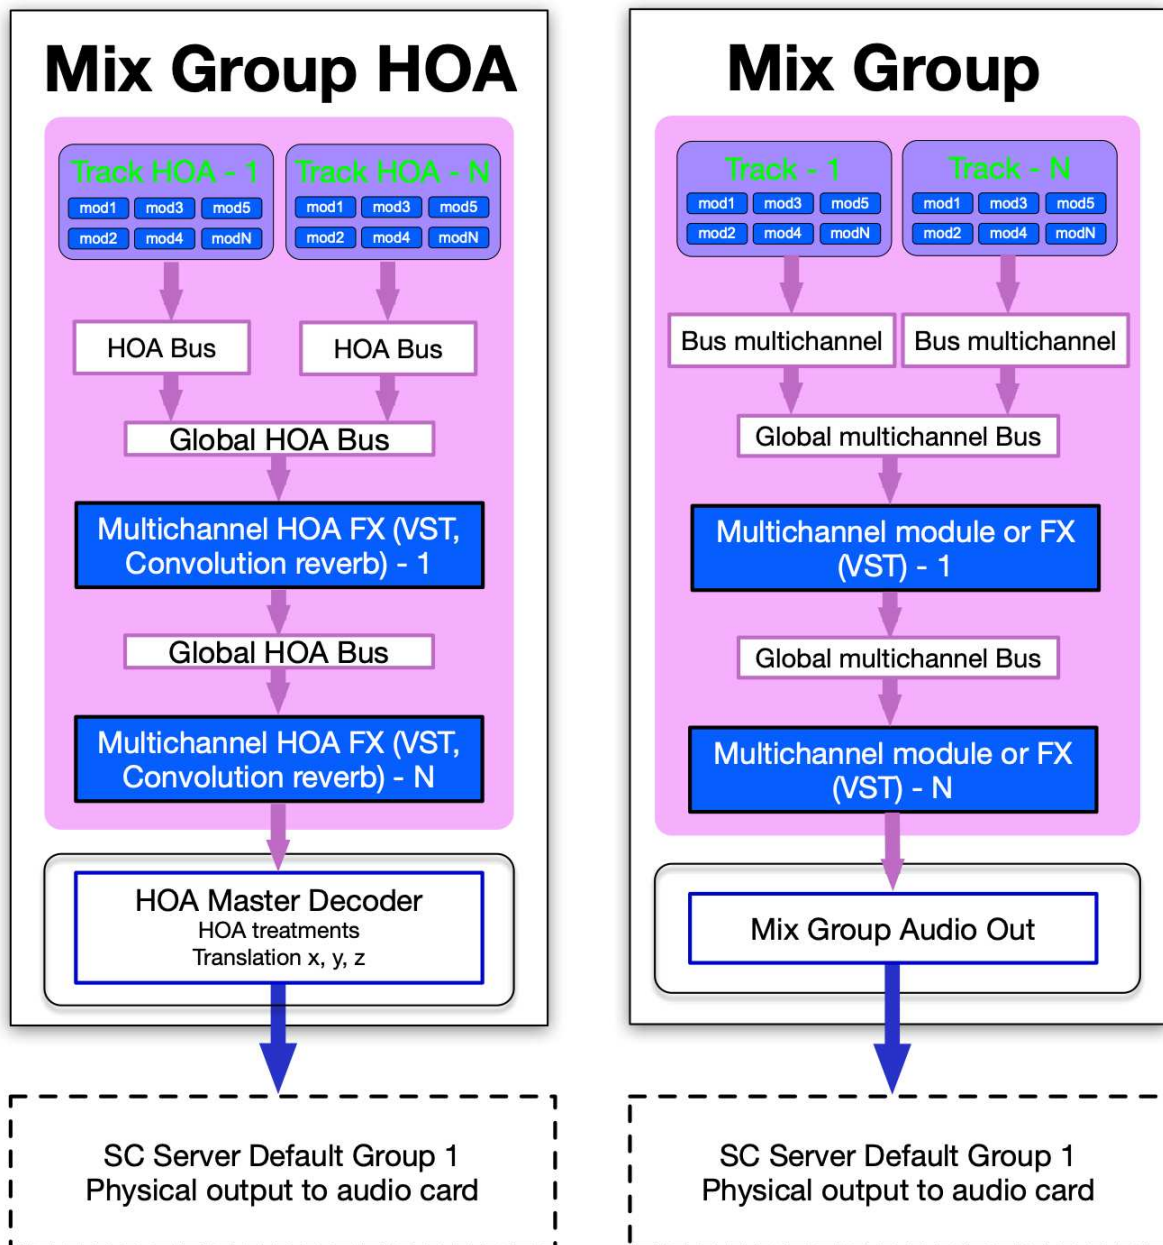 Mix Group HOA
Track HOA - 1
mod1 mod3 mod5
mod2 mod4 modN
Track HOA - N
mod1 mod3 mod5
mod2 mod4 modN
HOA Bus
HOA Bus
Global HOA Bus
Multichannel HOA FX (VST,
Convolution reverb) - 1
Global HOA Bus
Multichannel HOA FX (VST,
Convolution reverb) - N
HOA Master Decoder
HOA treatments
Translation x, y, z
SC Server Default Group 1
Physical output to audio card
Mix Group
Track - 1
mod1 mod3 mod5
mod2 mod4 modN
Track - N
mod1 mod3 mod5
mod2 mod4 modN
Bus multichannel
Bus multichannel
Global multichannel Bus
Multichannel module or FX
(VST) - 1
Global multichannel Bus
Multichannel module or FX
(VST) - N
Mix Group Audio Out
SC Server Default Group 1
Physical output to audio card